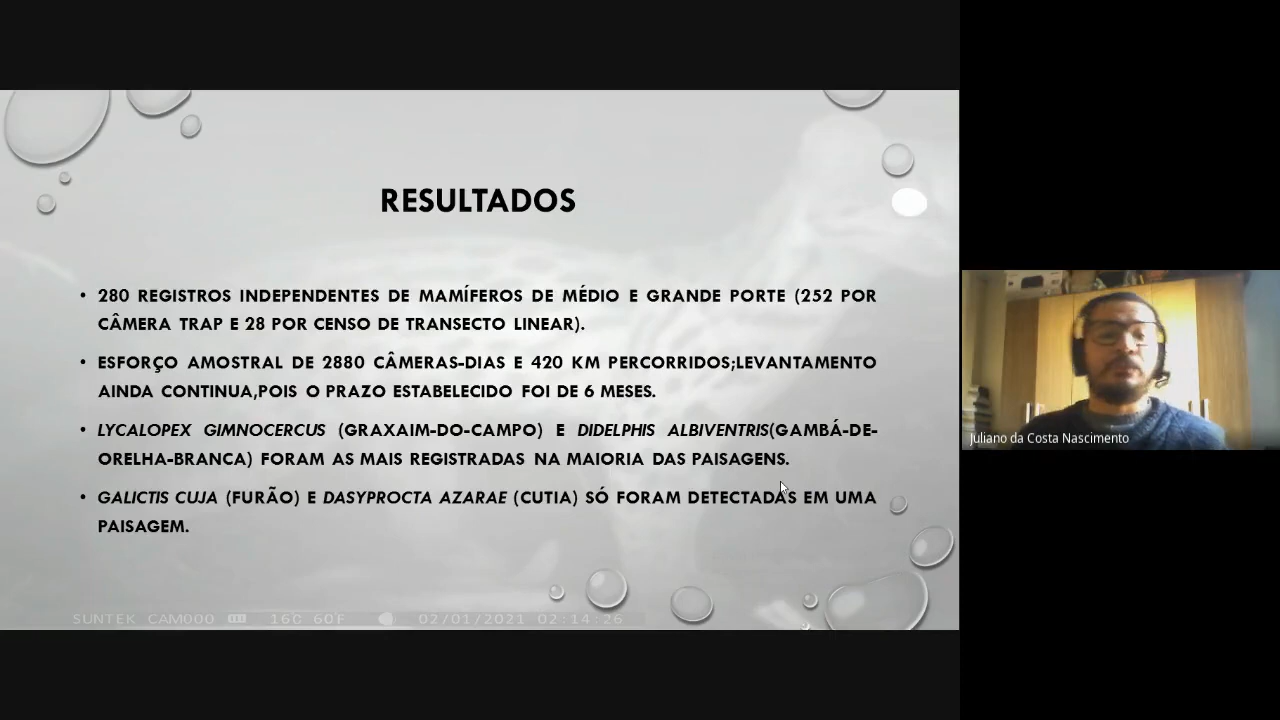 RESULTADOS
• 280 REGISTROS INDEPENDENTES DE MAMÍFEROS DE MÉDIO E GRANDE PORTE (252 POR
CÂMERA TRAP E 28 POR CENSO DE TRANSECTO LINEAR).
• ESFORÇO AMOSTRAL DE 2880 CÂMERAS-DIAS E 420 KM PERCORRIDOS;LEVANTAMENTO
AINDA CONTINUA,POIS O PRAZO ESTABELECIDO FOI DE 6 MESES.
• LYCALOPEX GIMNOCERCUS (GRAXAIM-DO-CAMPO) E DIDELPHIS ALBIVENTRIS(GAMBÁ-DE-
ORELHA-BRANCA) FORAM AS MAIS REGISTRADAS NA MAIORIA DAS PAISAGENS.
• GALICTIS CUJA (FURÃO) E DASYPROCTA AZARAE (CUTIA) SÓ FORAM DETECTADAS EM UMA
PAISAGEM.
SUNTEK CAM000 16C 60F 02/01/2021 02:14:26
Juliano da Costa Nascimento